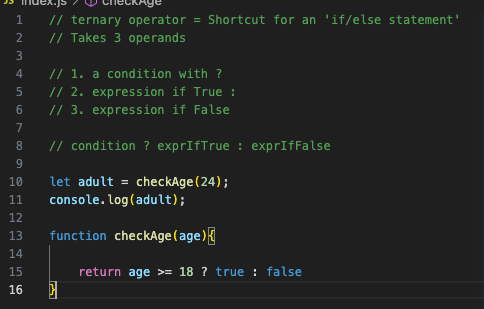 JS index.js > checkAge
1 // ternary operator = Shortcut for an 'if/else statement'
2 // Takes 3 operands
3
4 // 1. a condition with ?
5 // 2. expression if True :
6 // 3. expression if False
7
8 // condition ? exprIfTrue : exprIfFalse
9
10 let adult = checkAge(24);
11 console.log(adult);
12
13 function checkAge(age){
14
15 return age >= 18 ? true : false
16 }